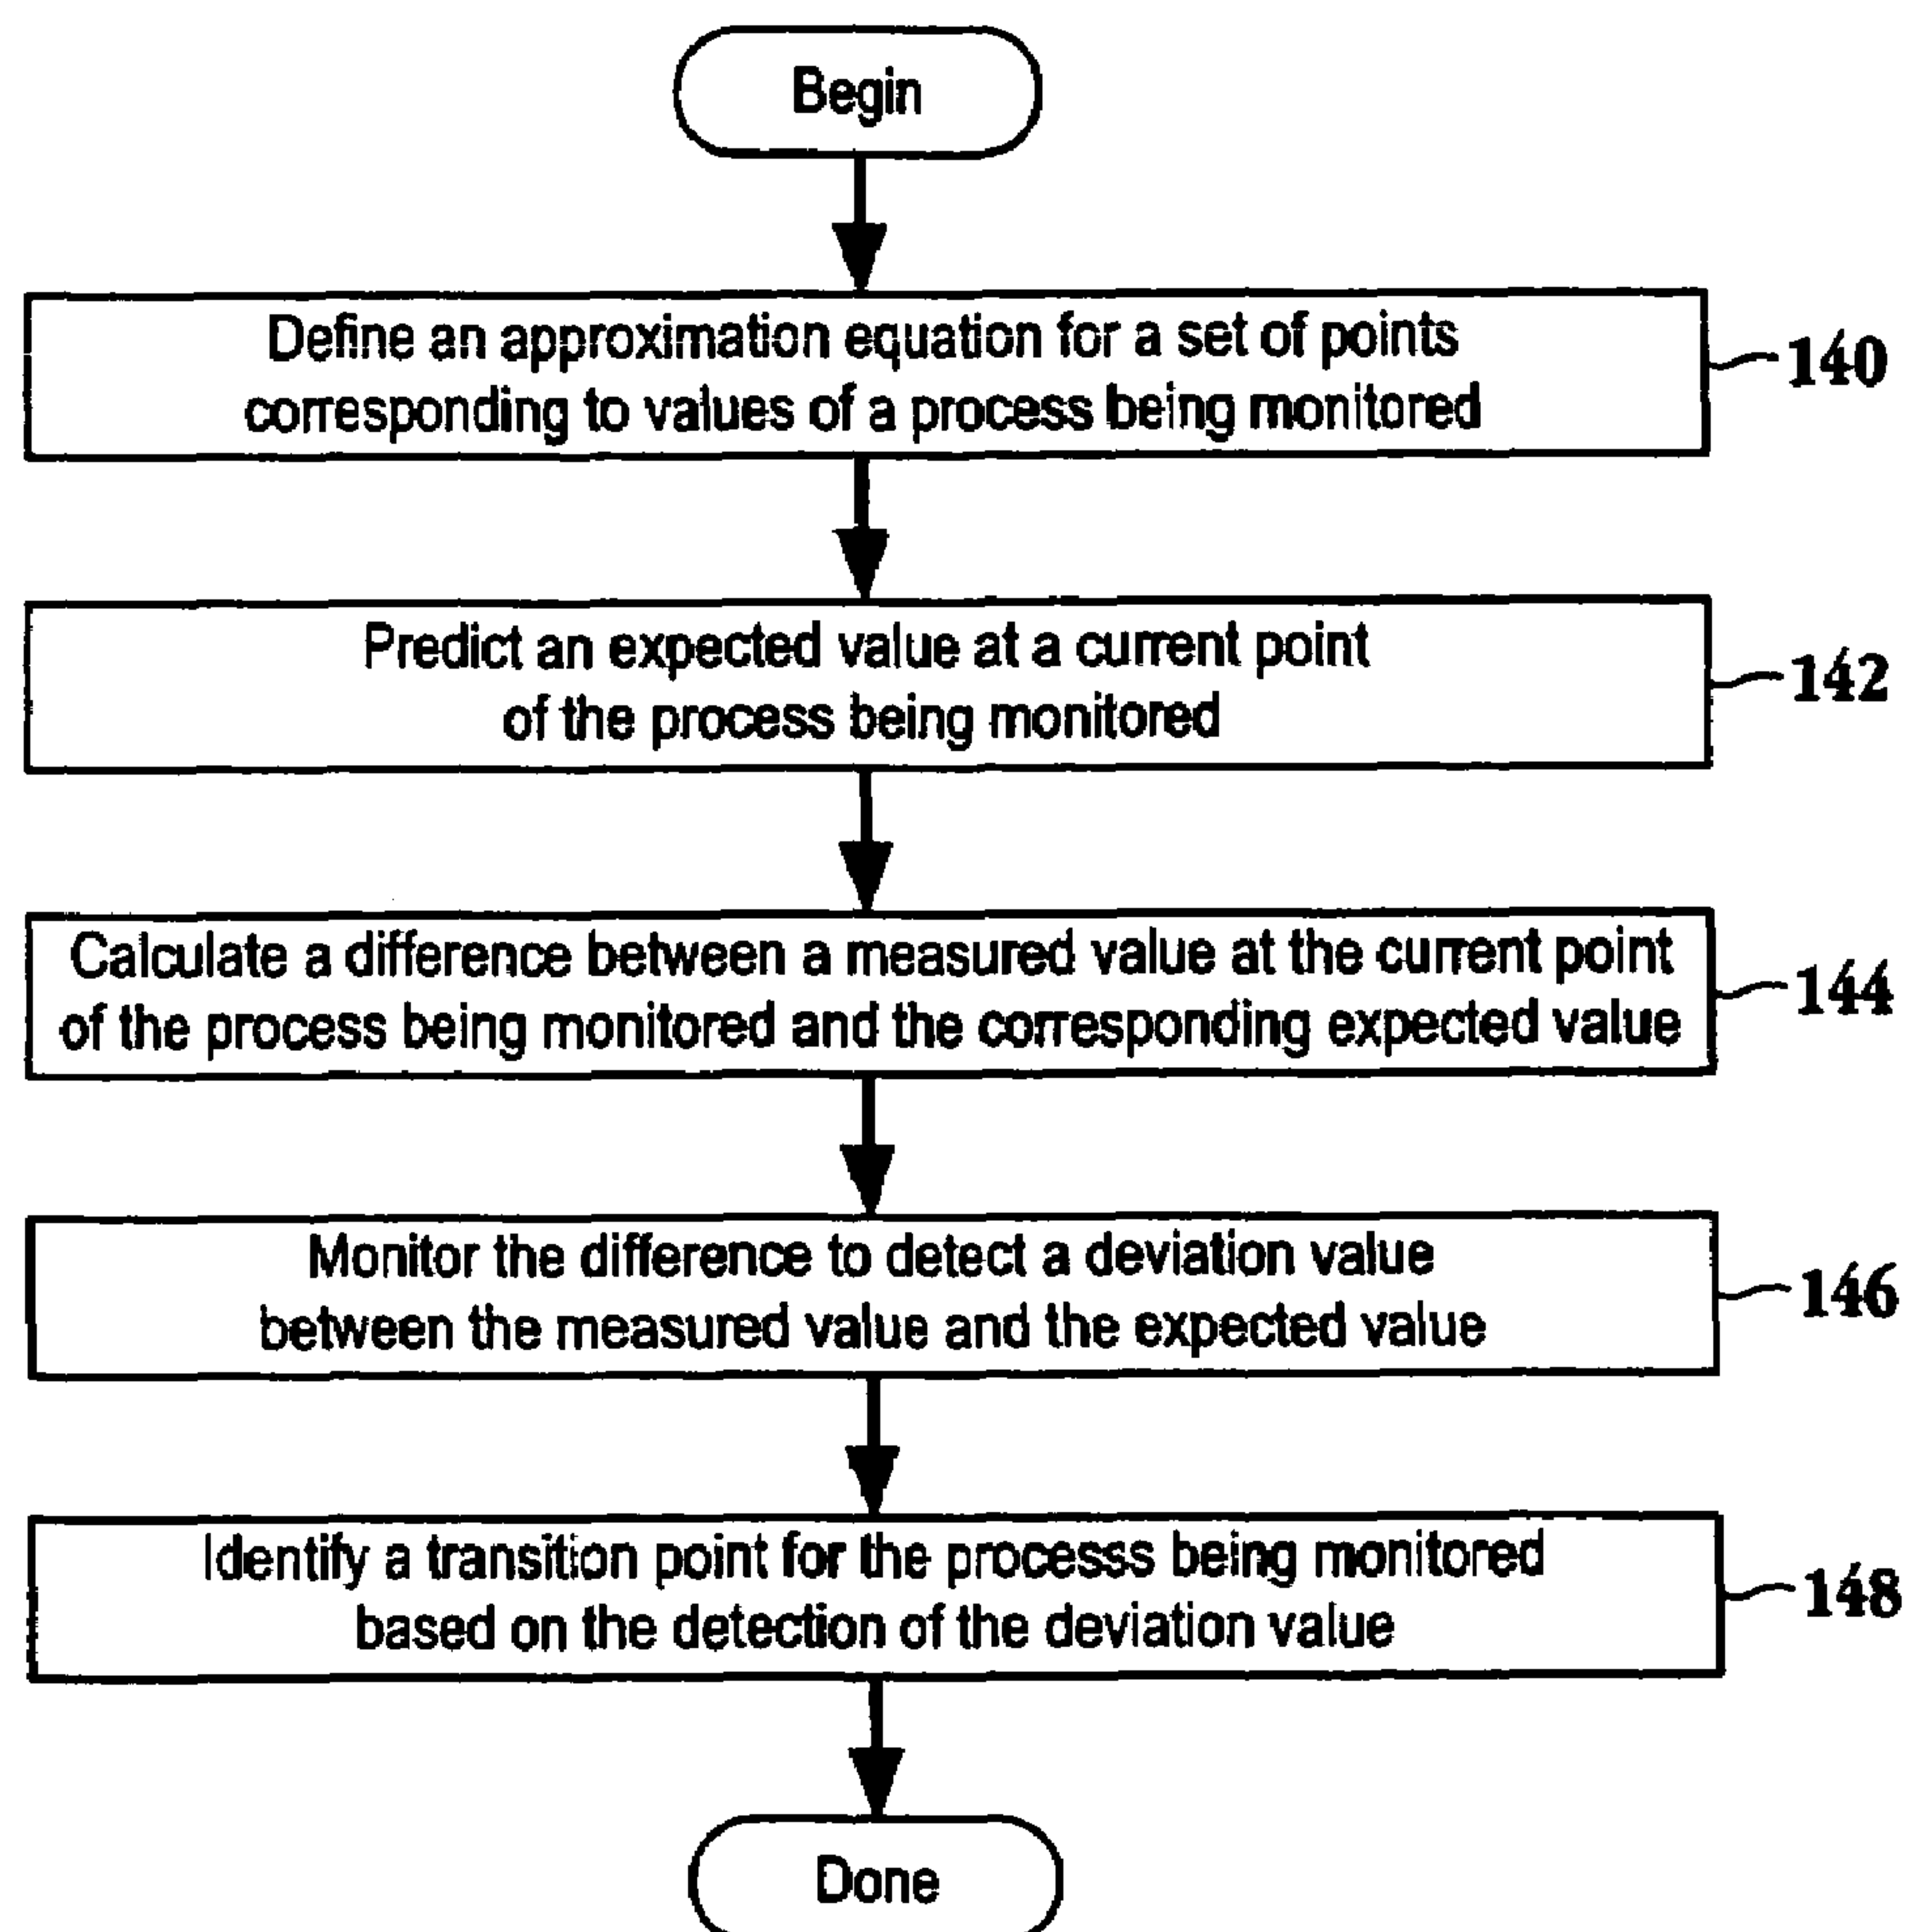 Begin
Define an approximation equation for a set of points
corresponding to values of a process being monitored
140
Predict an expected value at a current point
of the process being monitored
142
Calculate a difference between a measured value at the current point
of the process being monitored and the corresponding expected value
144
Monitor the difference to detect a deviation value
between the measured value and the expected value
146
Identify a transition point for the processs being monitored
based on the detection of the deviation value
148
Done